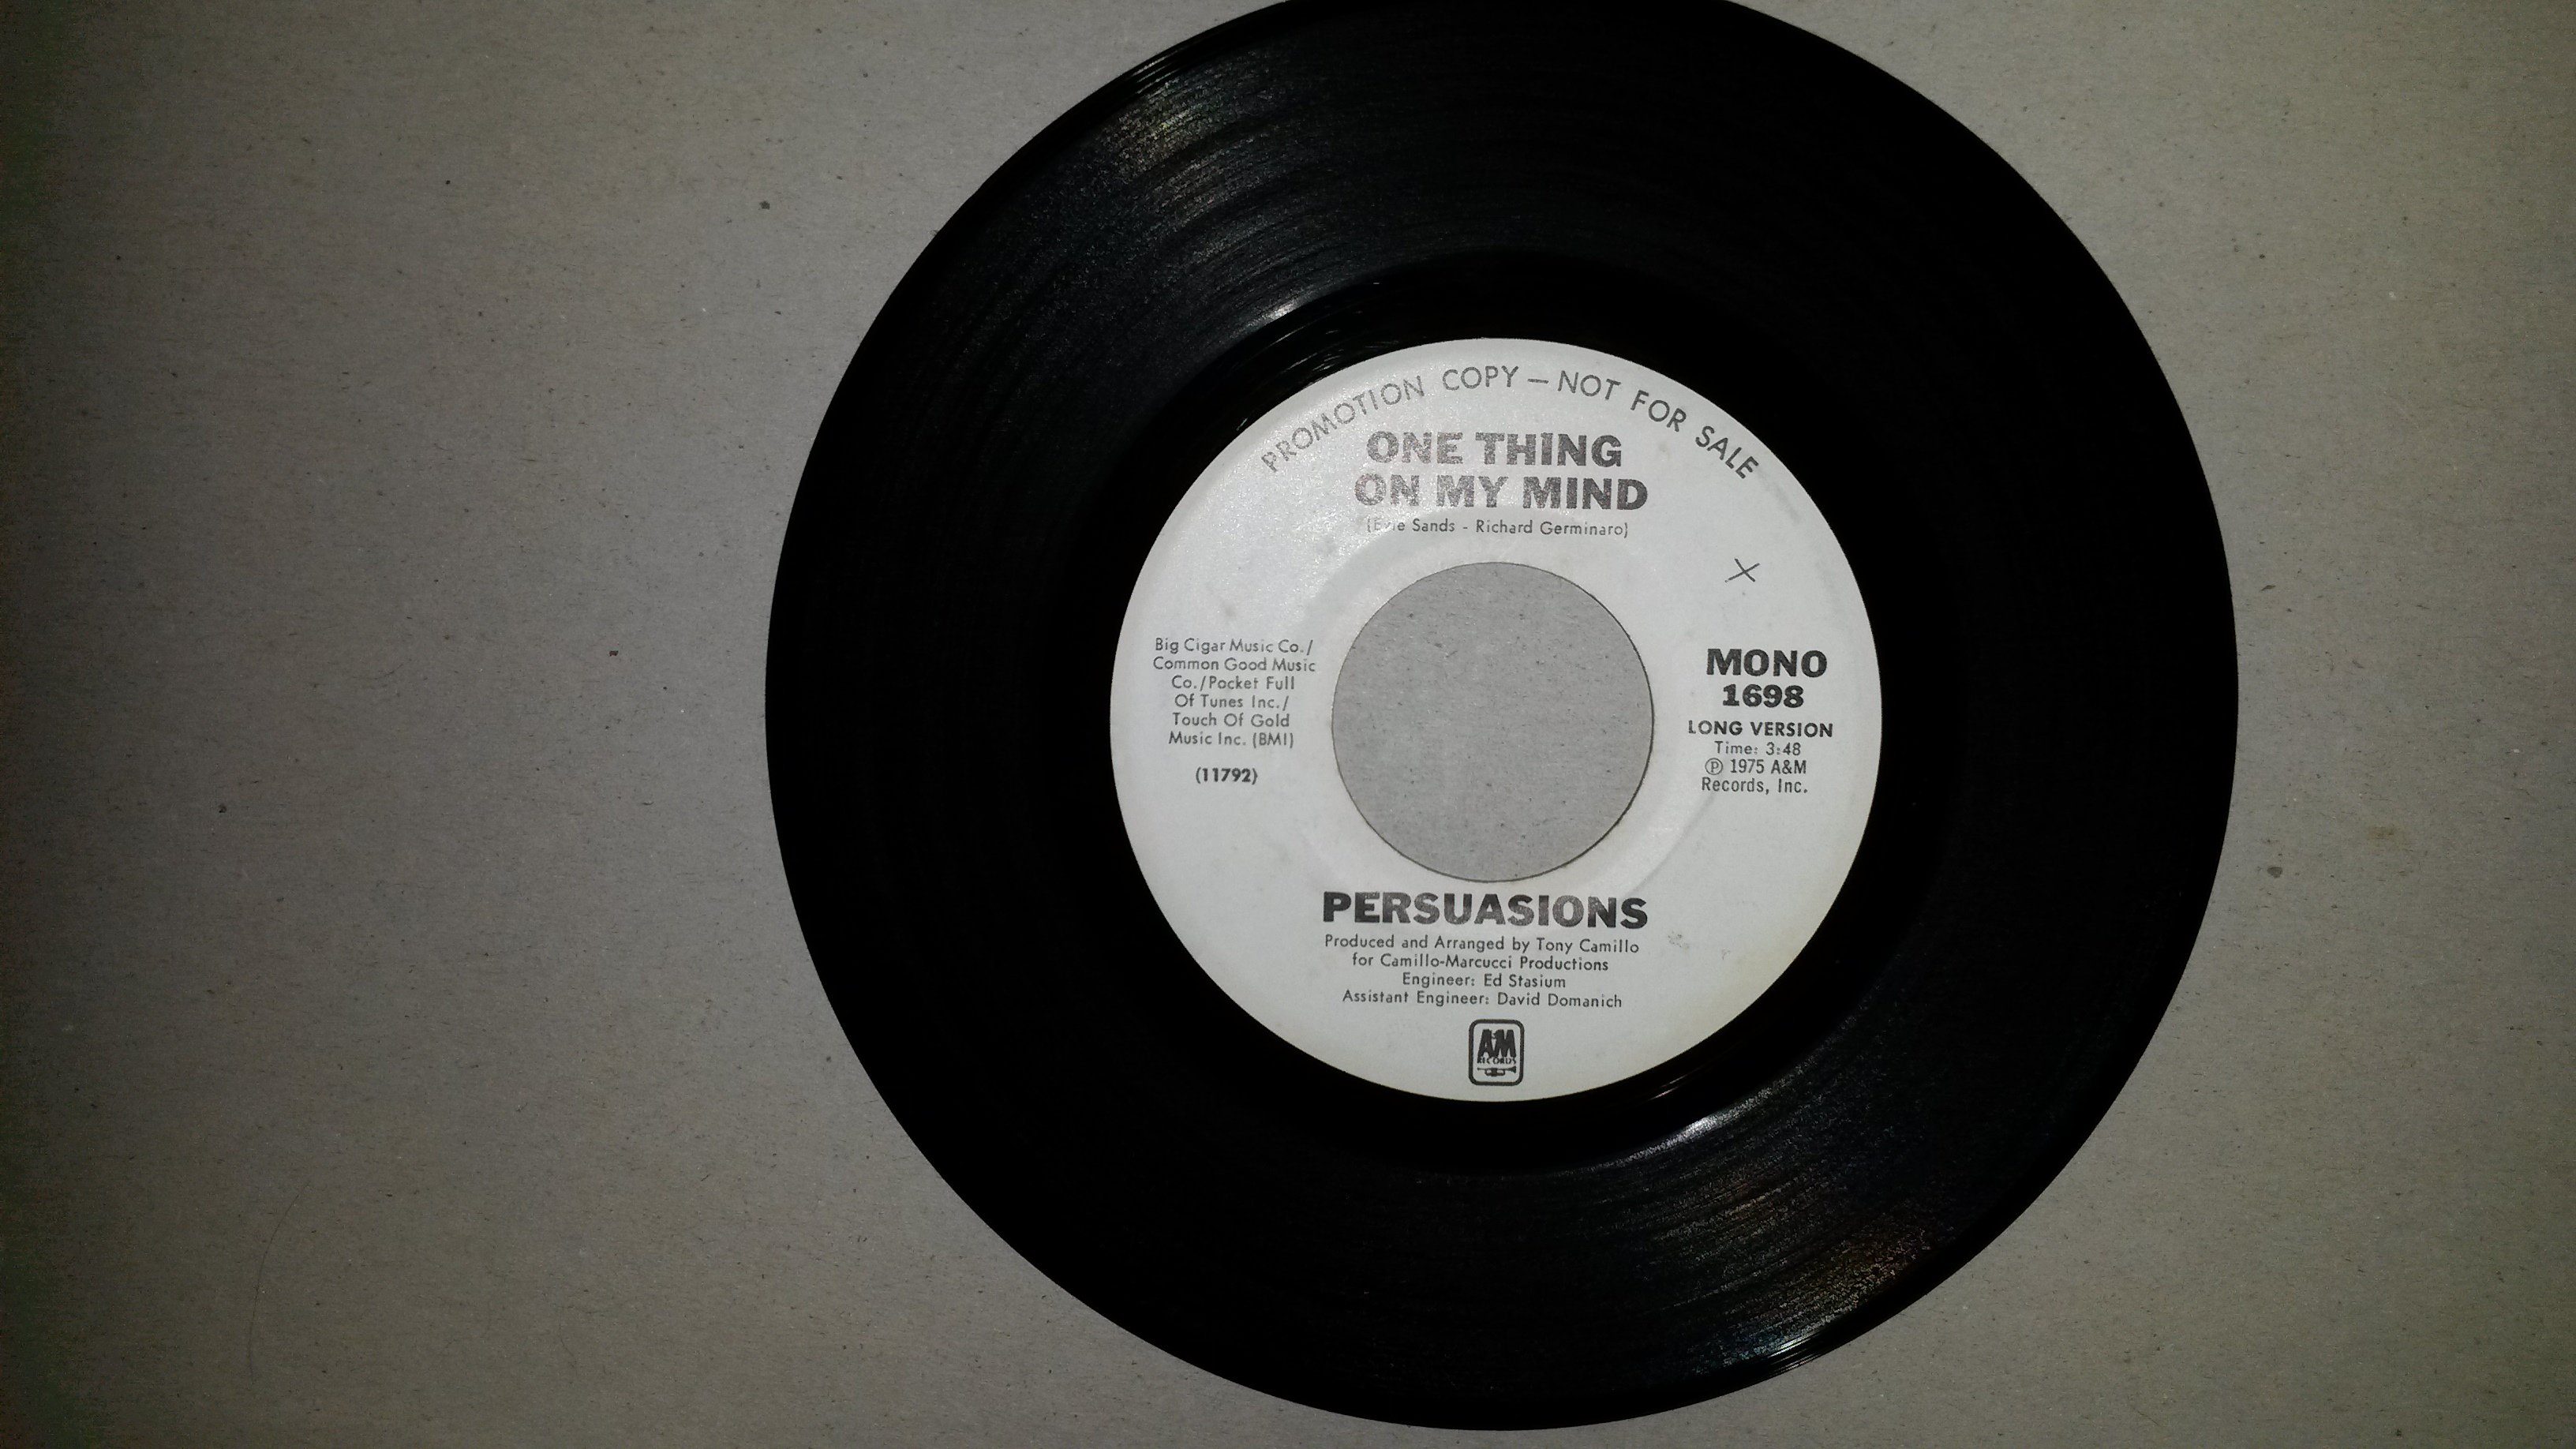 PROMOTION COPY — NOT FOR SALE
ONE THING
ON MY MIND
(Evie Sands - Richard Germinaro)
Big Cigar Music Co./
Common Good Music
Co./Pocket Full
Of Tunes Inc./
Touch Of Gold
Music Inc. (BMI)
(11792)
X
MONO
1698
LONG VERSION
Time: 3:48
℗ 1975 A&M
Records, Inc.
PERSUASIONS
Produced and Arranged by Tony Camillo
for Camillo-Marcucci Productions
Engineer: Ed Stasium
Assistant Engineer: David Domanich
A&M
RECORDS